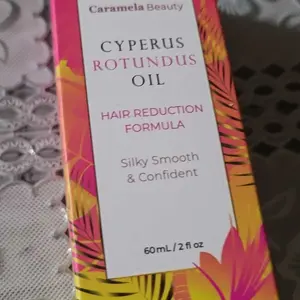 Caramela Beauty
CYPERUS
ROTUNDUS
OIL
HAIR REDUCTION
FORMULA
Silky Smooth
& Confident
60mL / 2 fl oz